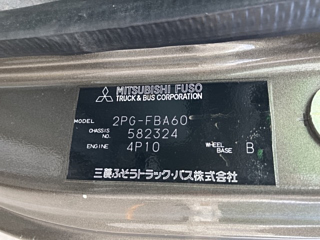 MITSUBISHI FUSO
TRUCK & BUS CORPORATION
MODEL 2PG-FBA60
CHASSIS NO. 582324
ENGINE 4P10 WHEEL BASE B
三菱ふそうトラック・バス株式会社